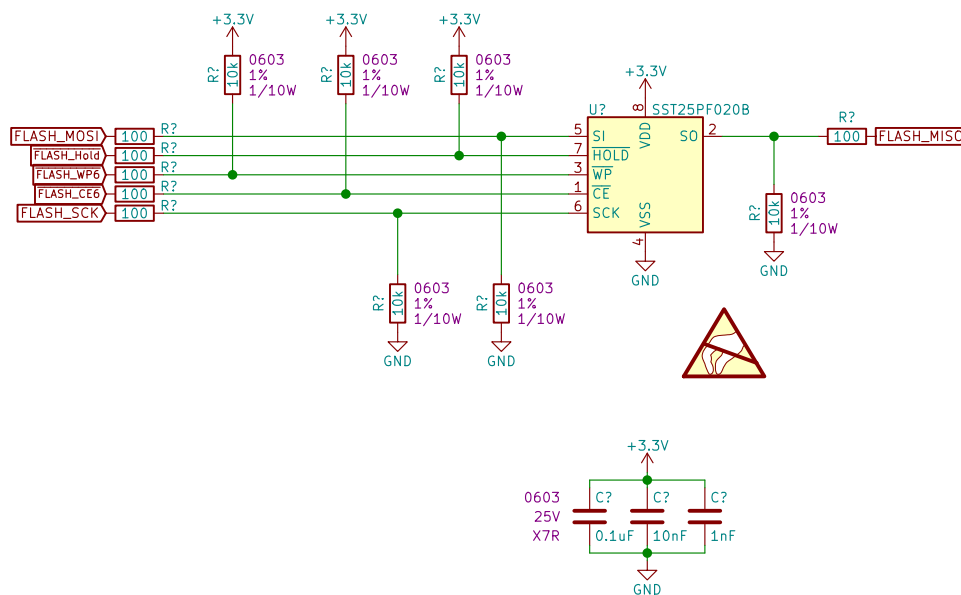 +3.3V +3.3V +3.3V
R? 10k 0603 1% 1/10W
R? 10k 0603 1% 1/10W
R? 10k 0603 1% 1/10W
+3.3V
U? SST25PF020B
8 VDD
FLASH_MOSI 100 R? 5 SI
FLASH_Hold 100 R? 7 HOLD
FLASH_WP6 100 R? 3 WP
FLASH_CE6 100 R? 1 CE
FLASH_SCK 100 R? 6 SCK
SO 2
R?
100 FLASH_MISO
VSS 4
GND
R? 10k 0603 1% 1/10W
GND
R? 10k 0603 1% 1/10W
GND
R? 10k 0603 1% 1/10W
GND
+3.3V
0603 C? C? C?
25V
X7R 0.1uF 10nF 1nF
GND